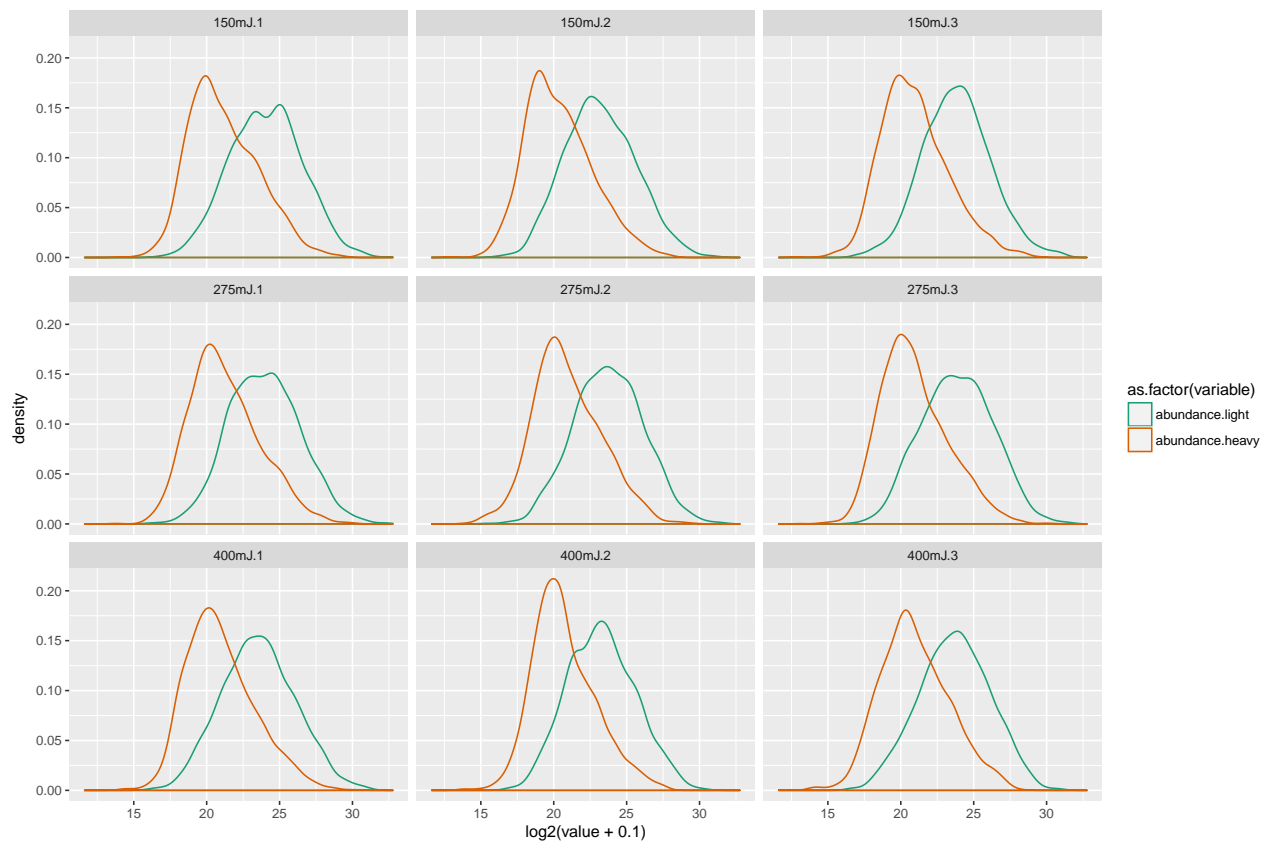 150mJ.1 150mJ.2 150mJ.3
0.20
0.15
0.10
0.05
0.00
275mJ.1 275mJ.2 275mJ.3
0.20
0.15
0.10
0.05
0.00
400mJ.1 400mJ.2 400mJ.3
0.20
0.15
0.10
0.05
0.00
15 20 25 30 15 20 25 30 15 20 25 30
log2(value + 0.1)
density
as.factor(variable)
abundance.light
abundance.heavy